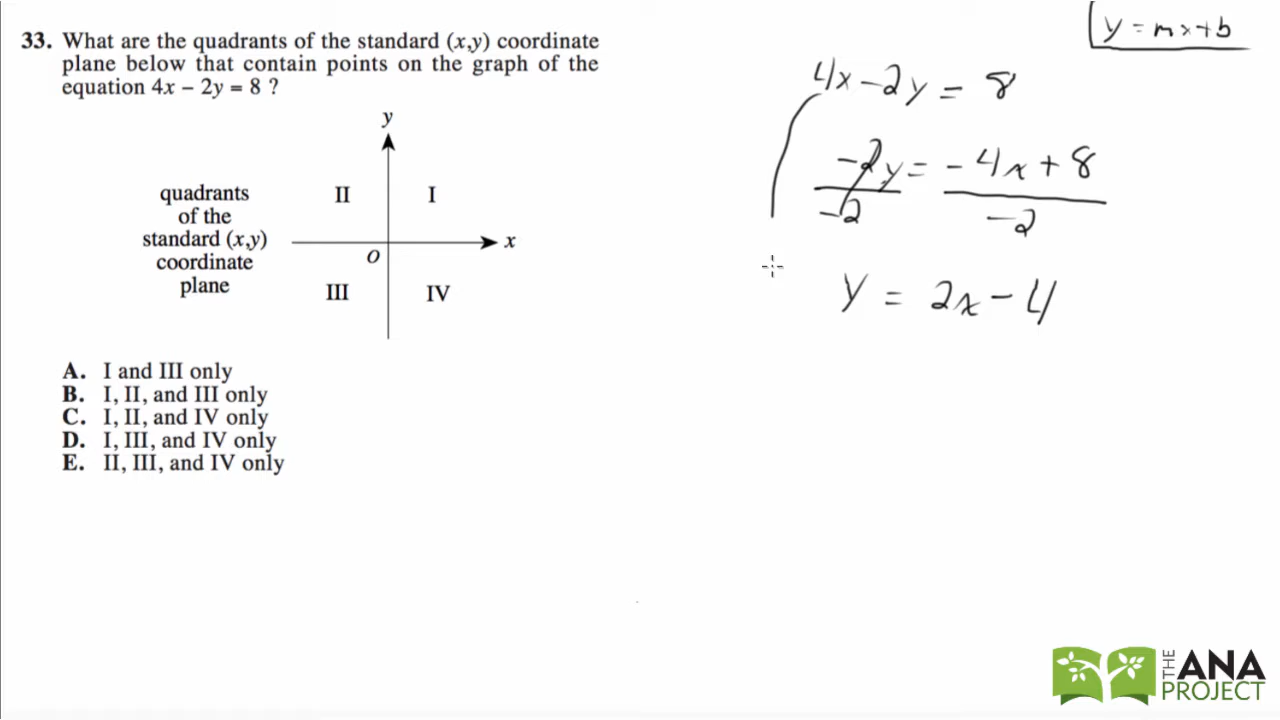 33. What are the quadrants of the standard (x,y) coordinate
plane below that contain points on the graph of the
equation 4x − 2y = 8 ?
y
quadrants
of the
standard (x,y)
coordinate
plane
II
I
x
O
III
IV
A. I and III only
B. I, II, and III only
C. I, II, and IV only
D. I, III, and IV only
E. II, III, and IV only
y = mx+b
4x-2y = 8
-2y = -4x + 8
-2 -2
y = 2x - 4
THE ANA
PROJECT